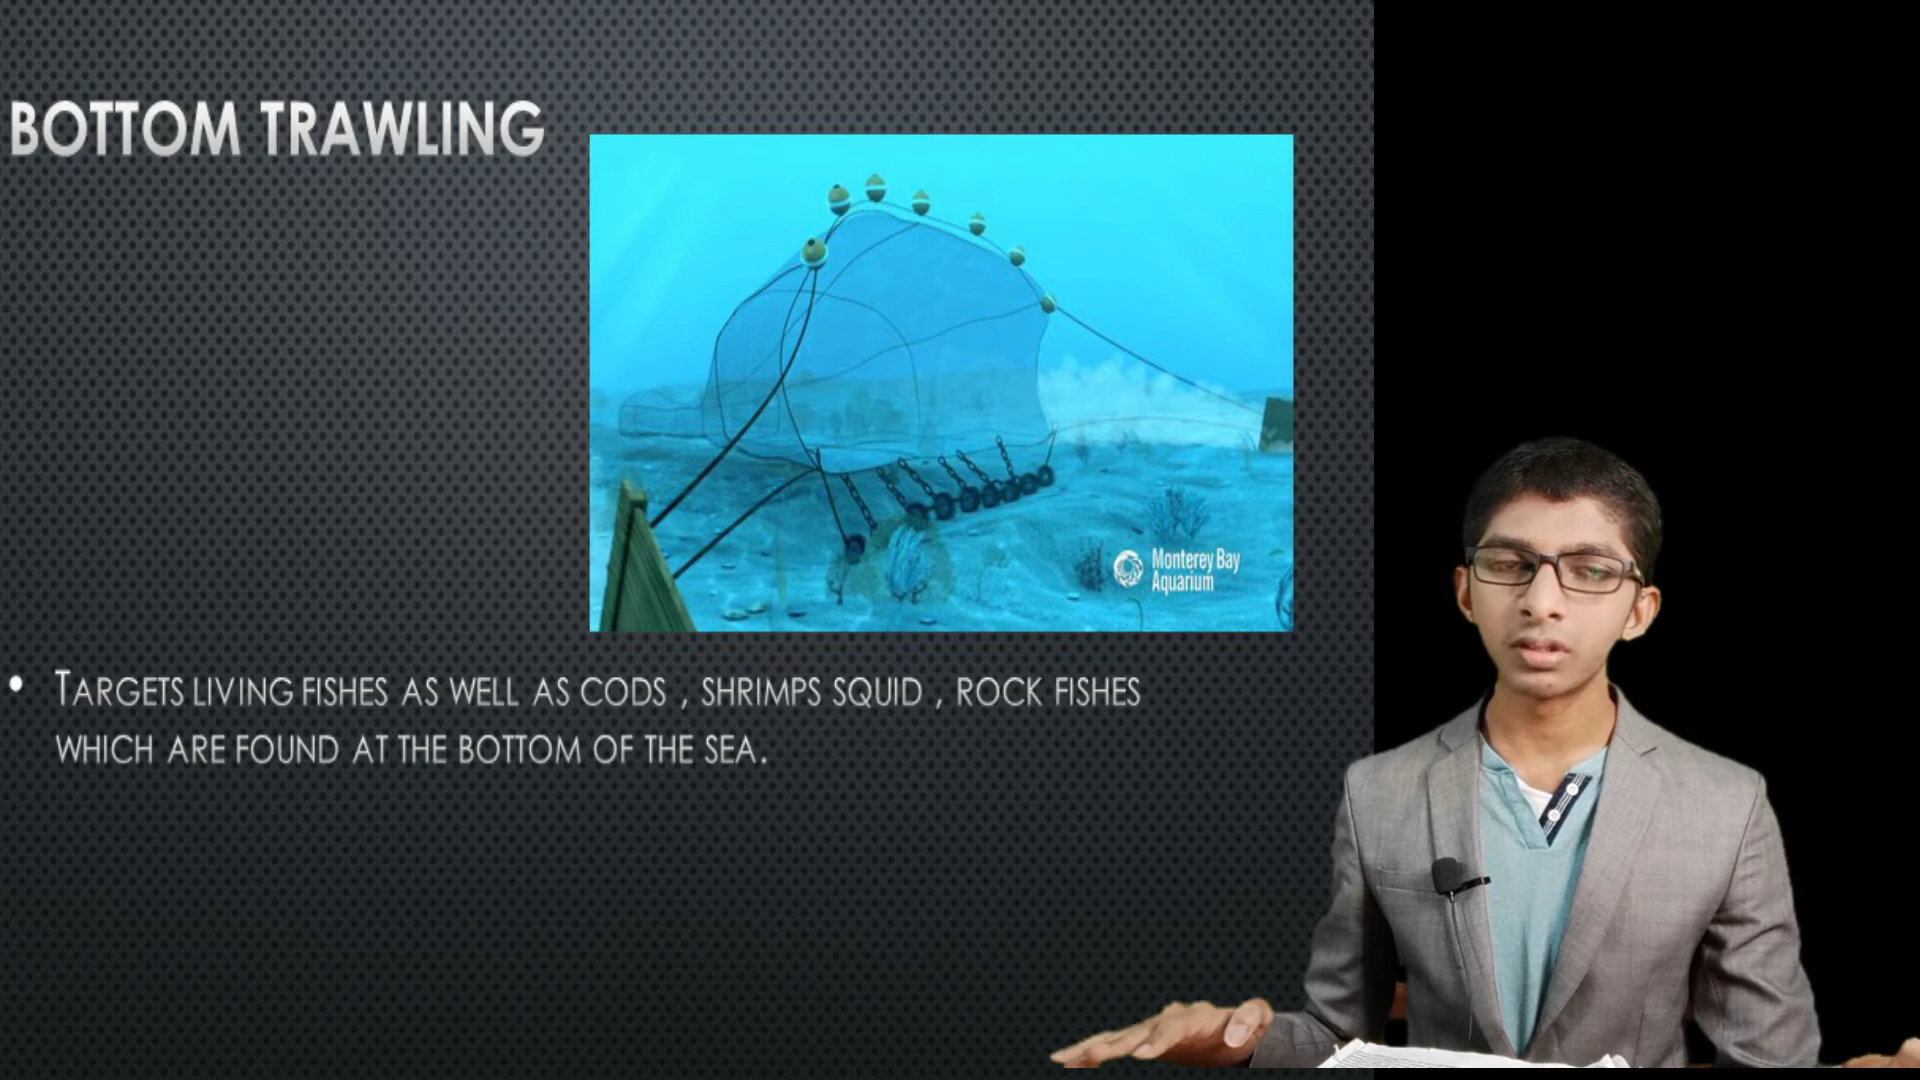 BOTTOM TRAWLING
Monterey Bay
Aquarium
• TARGETS LIVING FISHES AS WELL AS CODS , SHRIMPS SQUID , ROCK FISHES
WHICH ARE FOUND AT THE BOTTOM OF THE SEA.